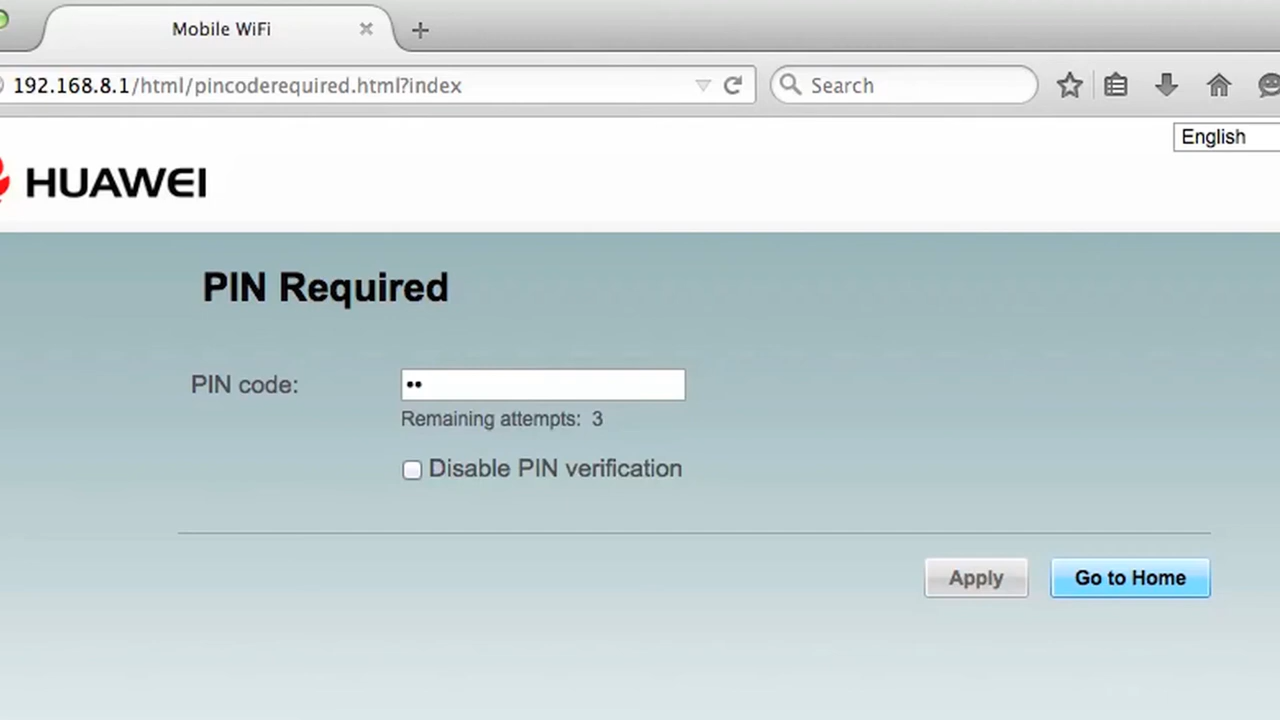 Mobile WiFi
192.168.8.1/html/pincoderequired.html?index
Search
English
HUAWEI
PIN Required
PIN code:
••
Remaining attempts: 3
Disable PIN verification
Apply
Go to Home